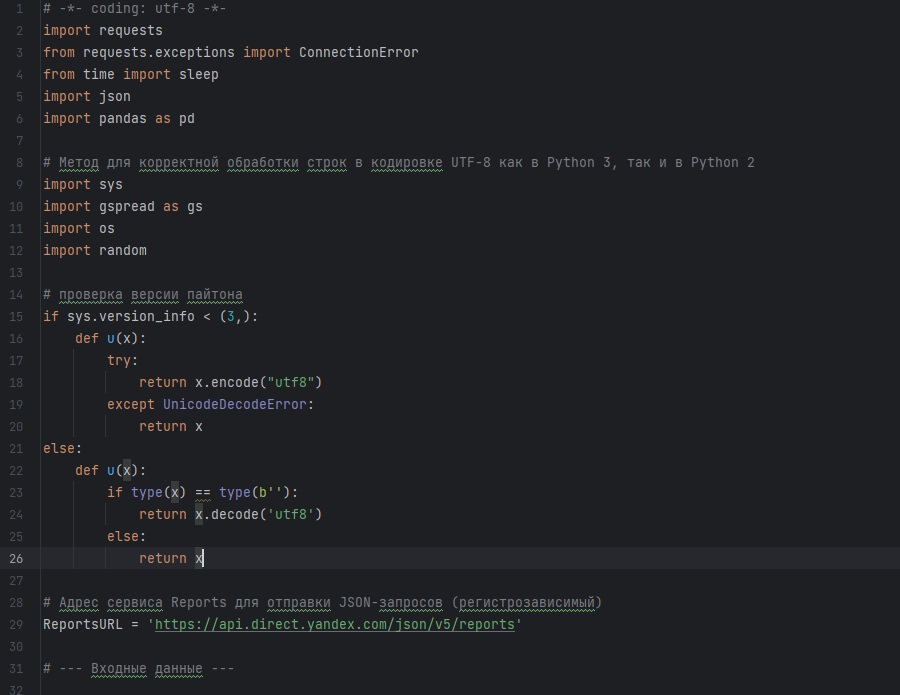 1 # -*- coding: utf-8 -*-
2 import requests
3 from requests.exceptions import ConnectionError
4 from time import sleep
5 import json
6 import pandas as pd
7
8 # Метод для корректной обработки строк в кодировке UTF-8 как в Python 3, так и в Python 2
9 import sys
10 import gspread as gs
11 import os
12 import random
13
14 # проверка версии пайтона
15 if sys.version_info < (3,):
16     def u(x):
17         try:
18             return x.encode("utf8")
19         except UnicodeDecodeError:
20             return x
21 else:
22     def u(x):
23         if type(x) == type(b''):
24             return x.decode('utf8')
25         else:
26             return x
27
28 # Адрес сервиса Reports для отправки JSON-запросов (регистрозависимый)
29 ReportsURL = 'https://api.direct.yandex.com/json/v5/reports'
30
31 # --- Входные данные ---
32